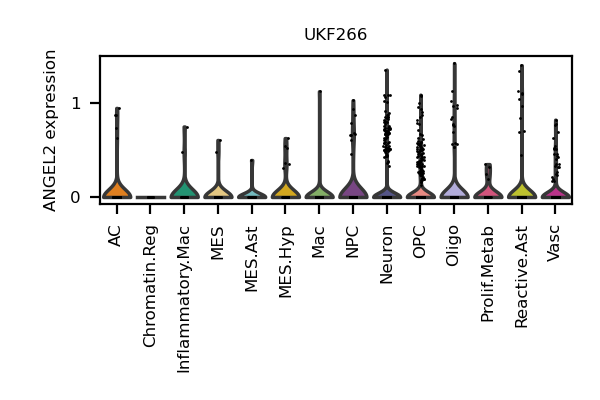 UKF266
ANGEL2 expression
1
0
AC
Chromatin.Reg
Inflammatory.Mac
MES
MES.Ast
MES.Hyp
Mac
NPC
Neuron
OPC
Oligo
Prolif.Metab
Reactive.Ast
Vasc